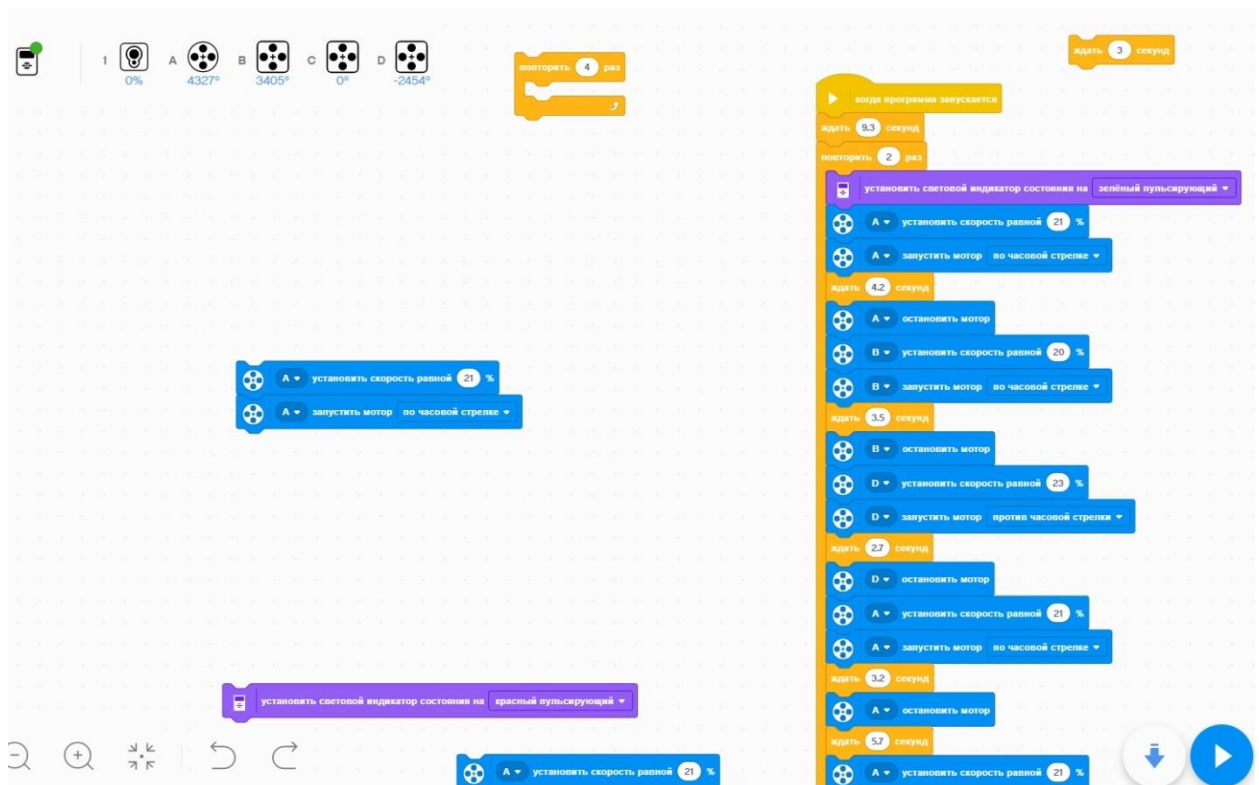 1 A B C D
0% 4327° 3405° 0° -2454°
повторить 4 раз
ждать 3 секунд
когда программа запускается
ждать 9.3 секунд
повторить 2 раз
установить световой индикатор состояния на зелёный пульсирующий
A установить скорость равной 21 %
A запустить мотор по часовой стрелке
ждать 4.2 секунд
A остановить мотор
B установить скорость равной 20 %
B запустить мотор по часовой стрелке
ждать 3.5 секунд
B остановить мотор
D установить скорость равной 23 %
D запустить мотор против часовой стрелки
ждать 2.7 секунд
D остановить мотор
A установить скорость равной 21 %
A запустить мотор по часовой стрелке
ждать 3.2 секунд
A остановить мотор
ждать 5.7 секунд
A установить скорость равной 21 %
A установить скорость равной 21 %
A запустить мотор по часовой стрелке
установить световой индикатор состояния на красный пульсирующий
A установить скорость равной 21 %